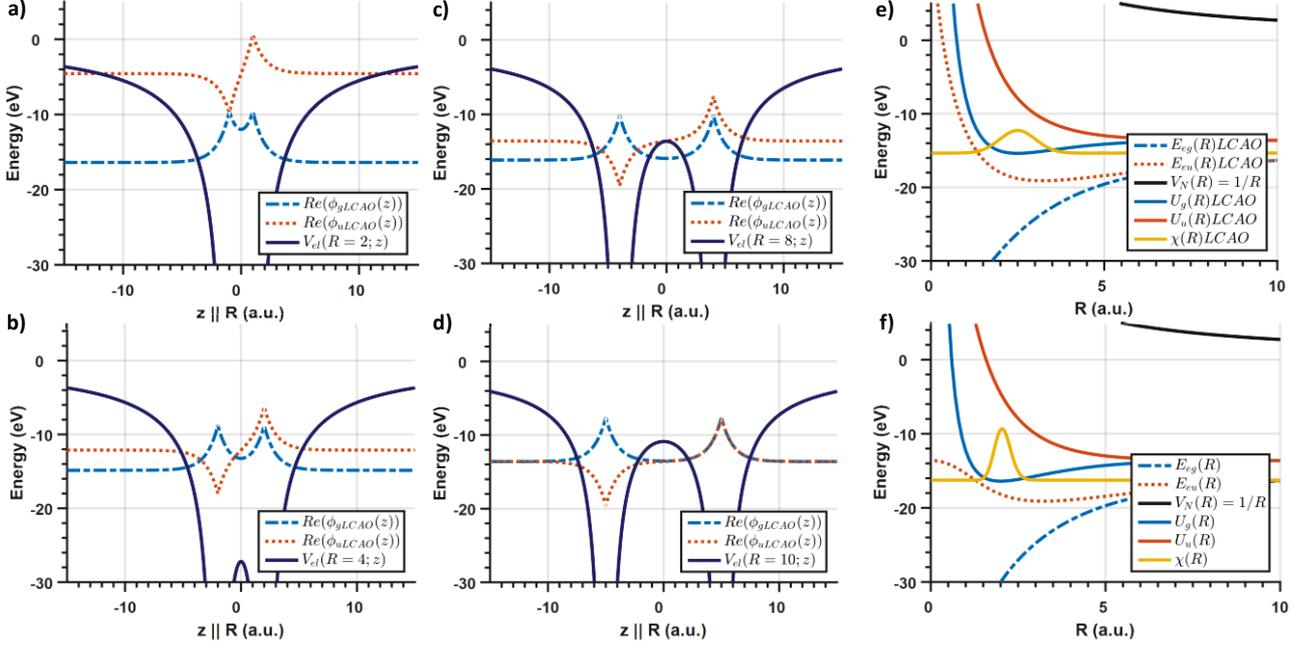 a)
Energy (eV)
0
-10
-20
-30
-10
0
10
z || R (a.u.)
Re(ϕgLCAO(z))
Re(ϕuLCAO(z))
Vel(R = 2; z)
c)
Energy (eV)
0
-10
-20
-30
-10
0
10
z || R (a.u.)
Re(ϕgLCAO(z))
Re(ϕuLCAO(z))
Vel(R = 8; z)
e)
Energy (eV)
0
-10
-20
-30
0
5
10
R (a.u.)
Eeg(R)LCAO
Eeu(R)LCAO
VN(R) = 1/R
Ug(R)LCAO
Uu(R)LCAO
χ(R)LCAO
b)
Energy (eV)
0
-10
-20
-30
-10
0
10
z || R (a.u.)
Re(ϕgLCAO(z))
Re(ϕuLCAO(z))
Vel(R = 4; z)
d)
Energy (eV)
0
-10
-20
-30
-10
0
10
z || R (a.u.)
Re(ϕgLCAO(z))
Re(ϕuLCAO(z))
Vel(R = 10; z)
f)
Energy (eV)
0
-10
-20
-30
0
5
10
R (a.u.)
Eeg(R)
Eeu(R)
VN(R) = 1/R
Ug(R)
Uu(R)
χ(R)